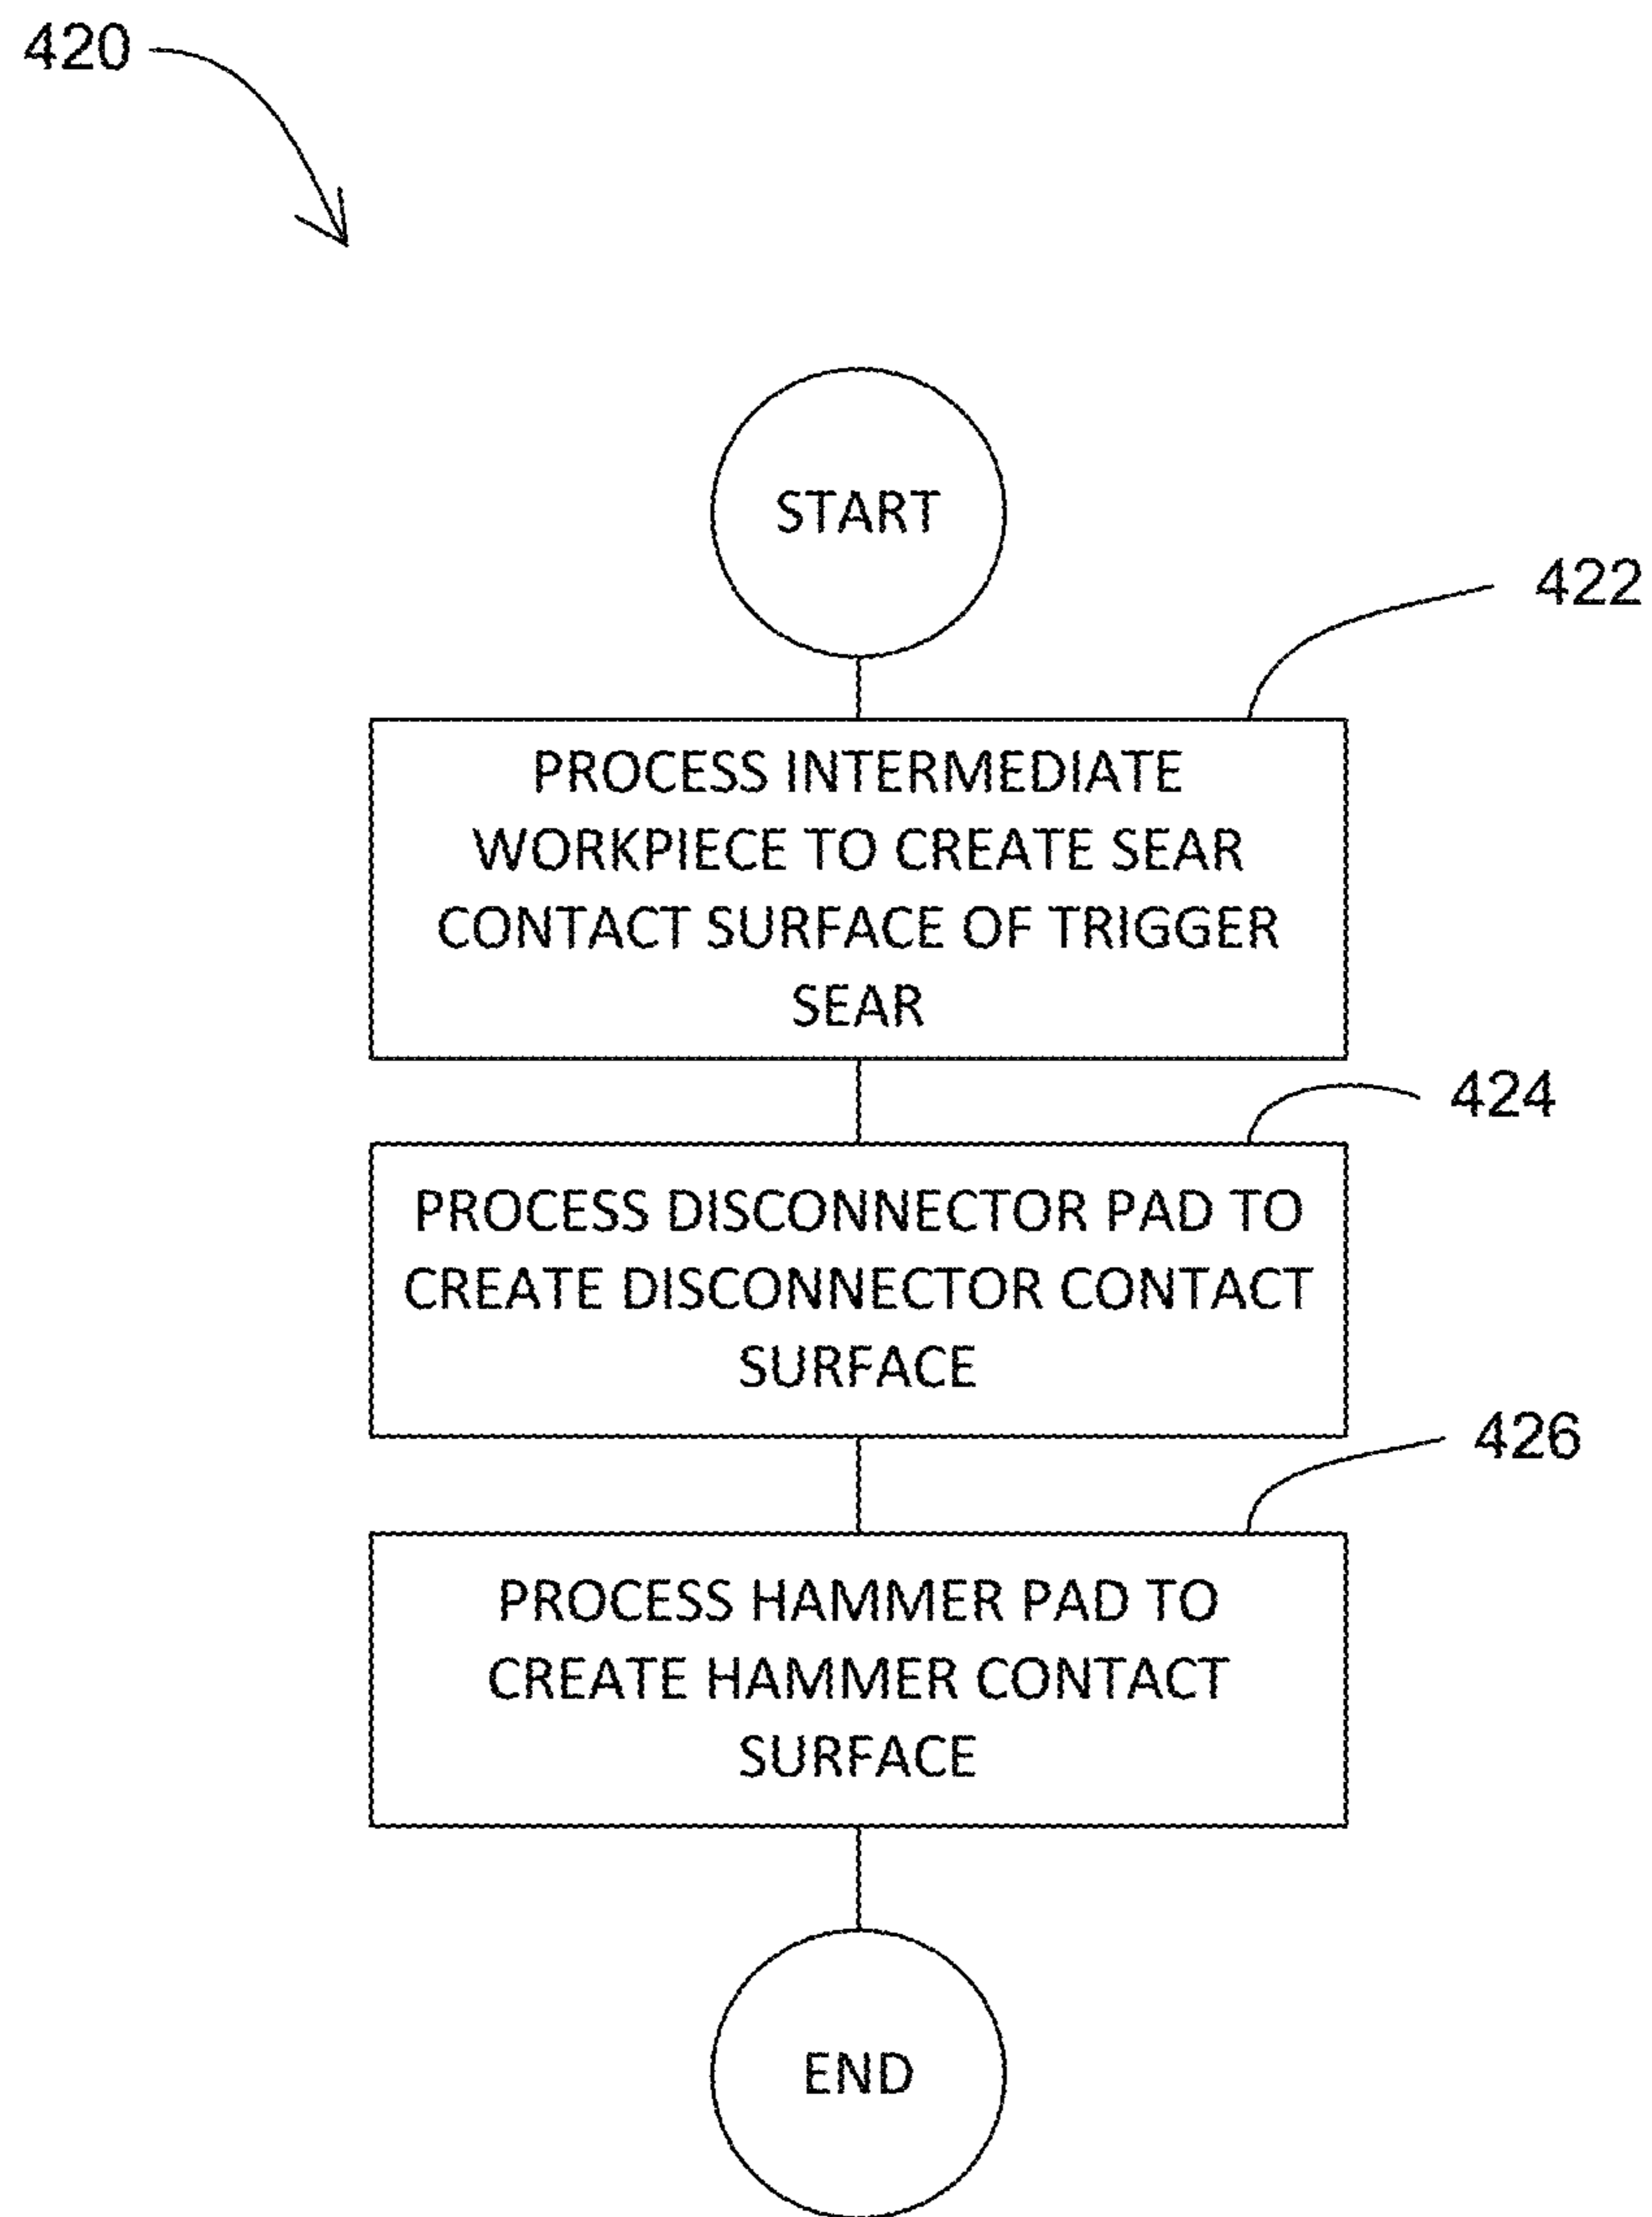 420
START
422
PROCESS INTERMEDIATE
WORKPIECE TO CREATE SEAR
CONTACT SURFACE OF TRIGGER
SEAR
424
PROCESS DISCONNECTOR PAD TO
CREATE DISCONNECTOR CONTACT
SURFACE
426
PROCESS HAMMER PAD TO
CREATE HAMMER CONTACT
SURFACE
END